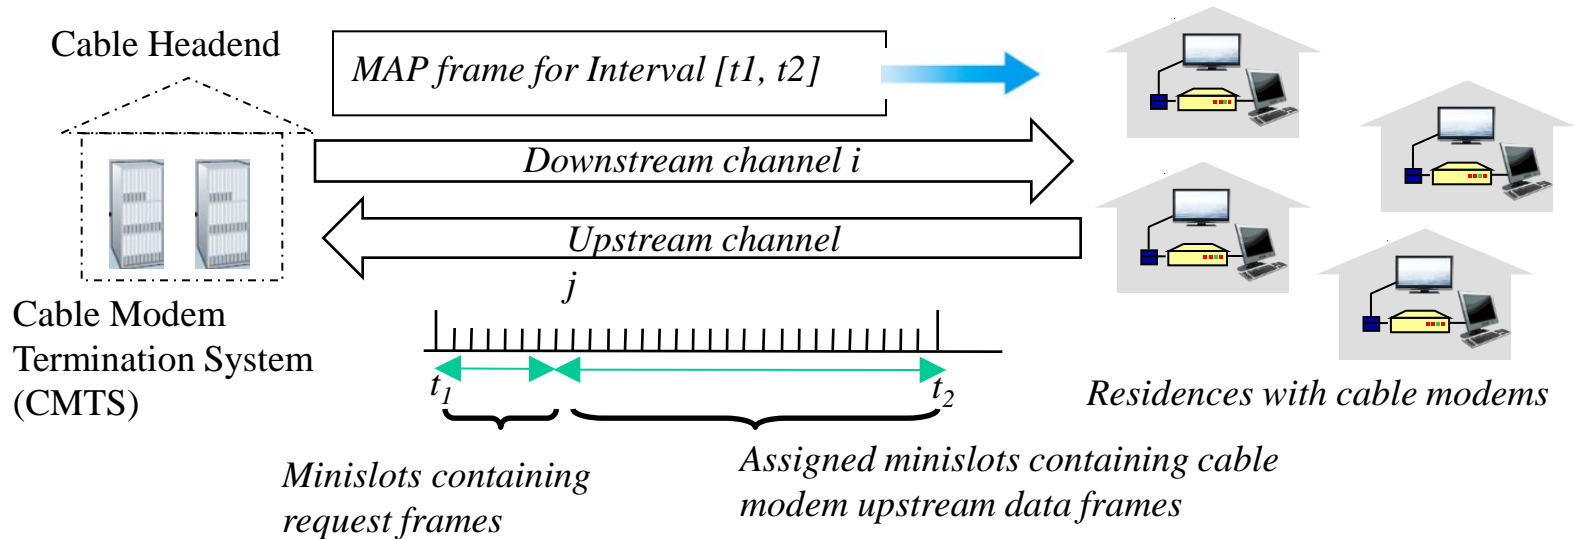 Cable Headend
MAP frame for Interval [t1, t2]
Downstream channel i
Upstream channel
j
t1
t2
Cable Modem
Termination System
(CMTS)
Residences with cable modems
Minislots containing
request frames
Assigned minislots containing cable
modem upstream data frames